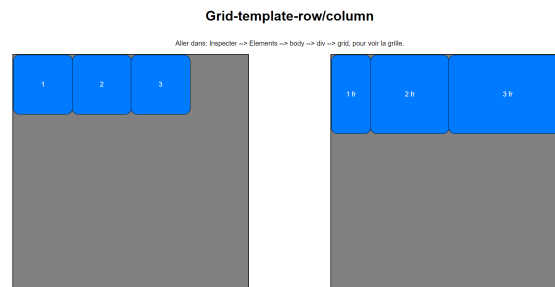 Grid-template-row/column
Aller dans: Inspecter --> Elements --> body --> div --> grid, pour voir la grille.
1
2
3
1 fr
2 fr
3 fr